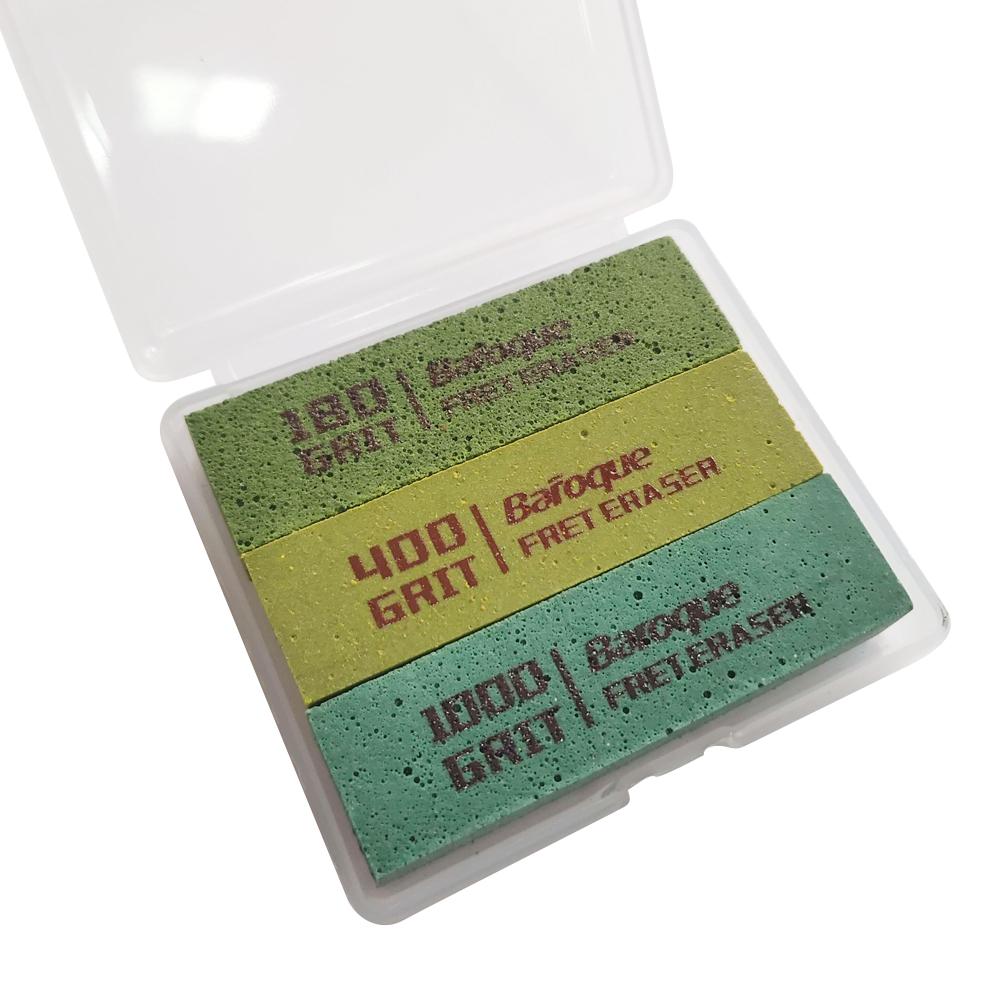 180
GRIT
Baroque
FRET ERASER
400
GRIT
Baroque
FRET ERASER
1000
GRIT
Baroque
FRET ERASER